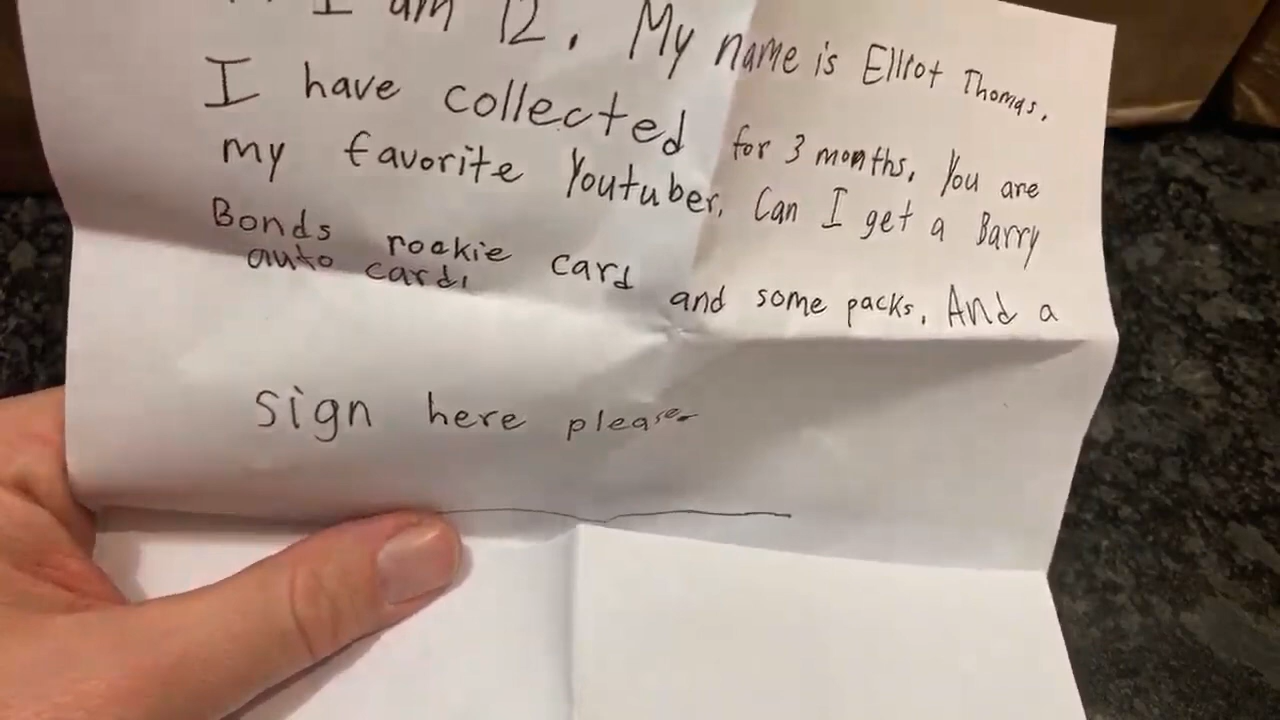 I am 12. My name is Elliot Thomas.
I have collected for 3 months. You are
my favorite Youtuber. Can I get a Barry
Bonds rookie card and some packs. And a
auto card.
Sign here please